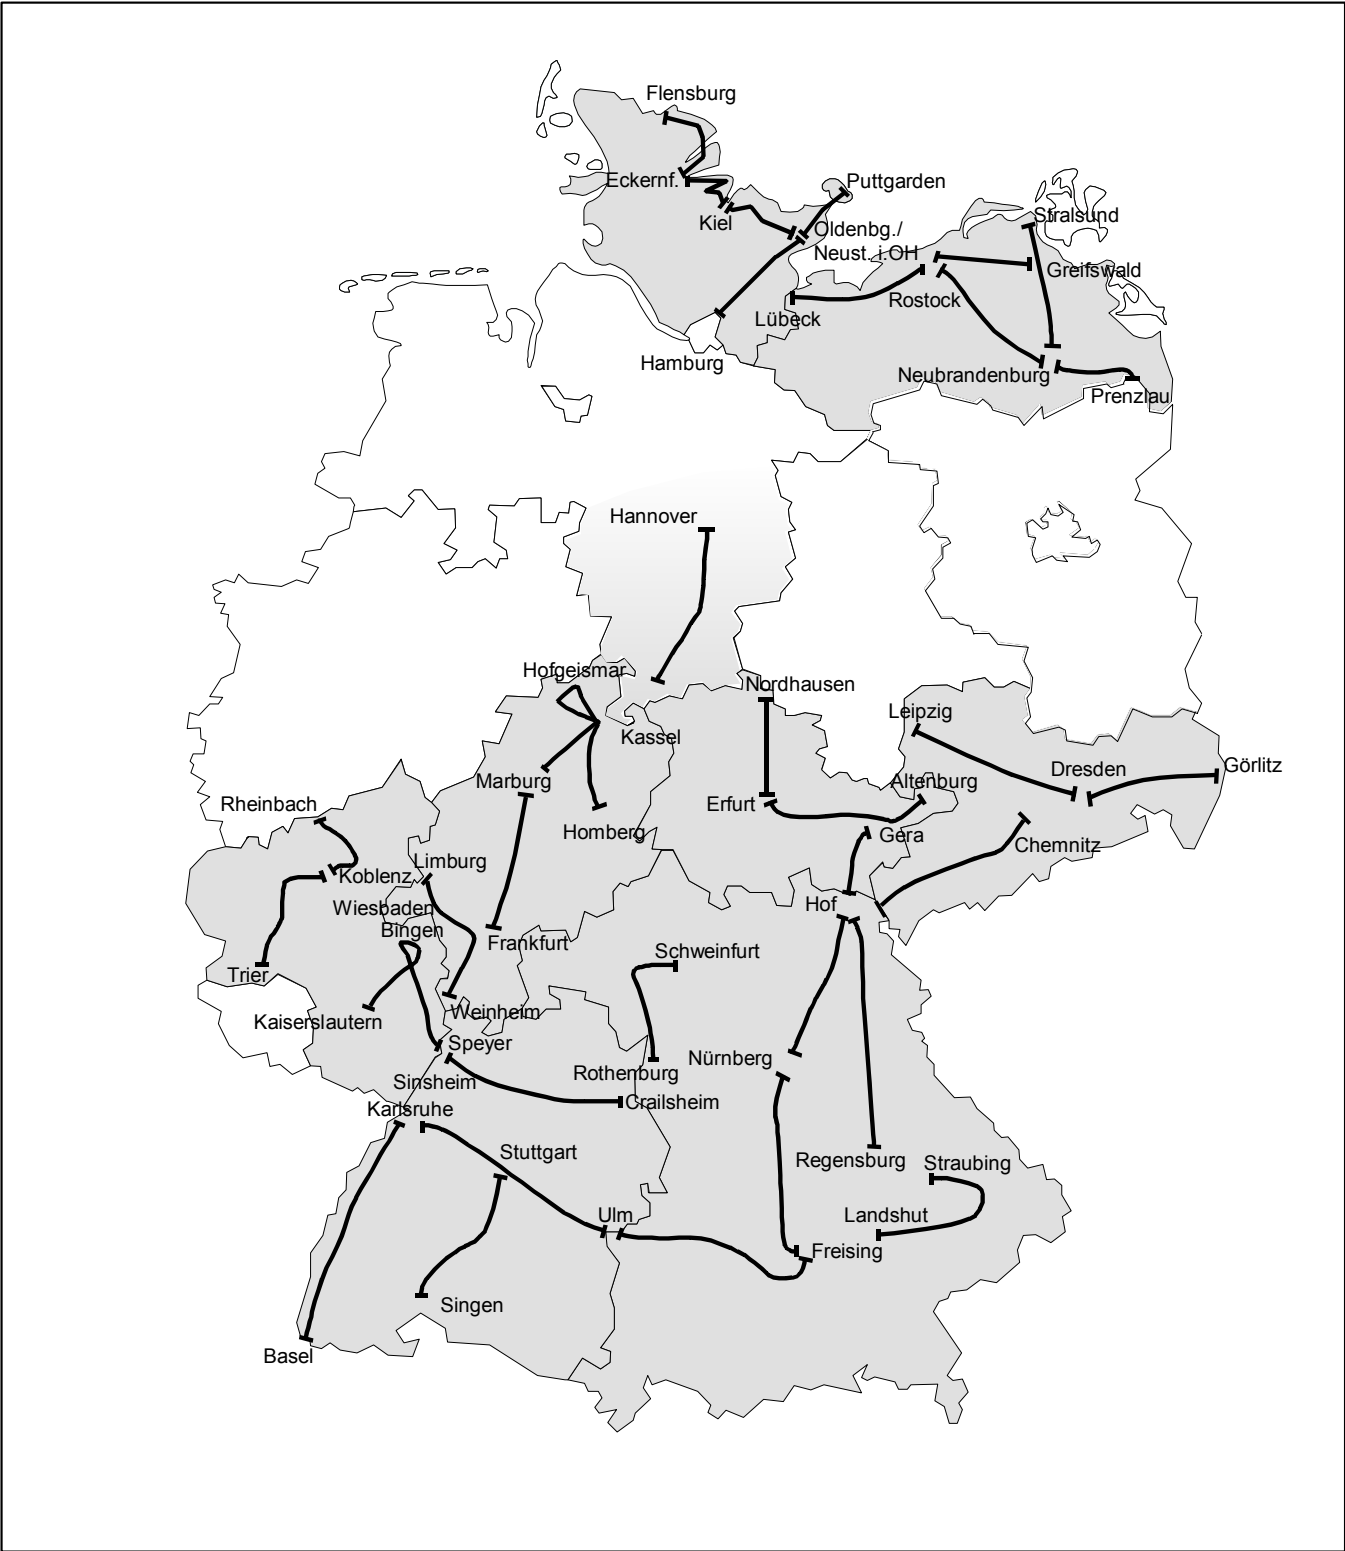 Flensburg
Eckernf.
Puttgarden
Stralsund
Kiel
Oldenbg./
Neust. i.OH
Greifswald
Rostock
Lübeck
Hamburg
Neubrandenburg
Prenzlau
Hannover
Hofgeismar
Nordhausen
Leipzig
Kassel
Görlitz
Dresden
Marburg
Altenburg
Rheinbach
Erfurt
Homberg
Gera
Chemnitz
Limburg
Koblenz
Hof
Wiesbaden
Bingen
Frankfurt
Schweinfurt
Trier
Weinheim
Kaiserslautern
Speyer
Nürnberg
Rothenburg
Sinsheim
Crailsheim
Karlsruhe
Stuttgart
Regensburg
Straubing
Ulm
Landshut
Freising
Singen
Basel